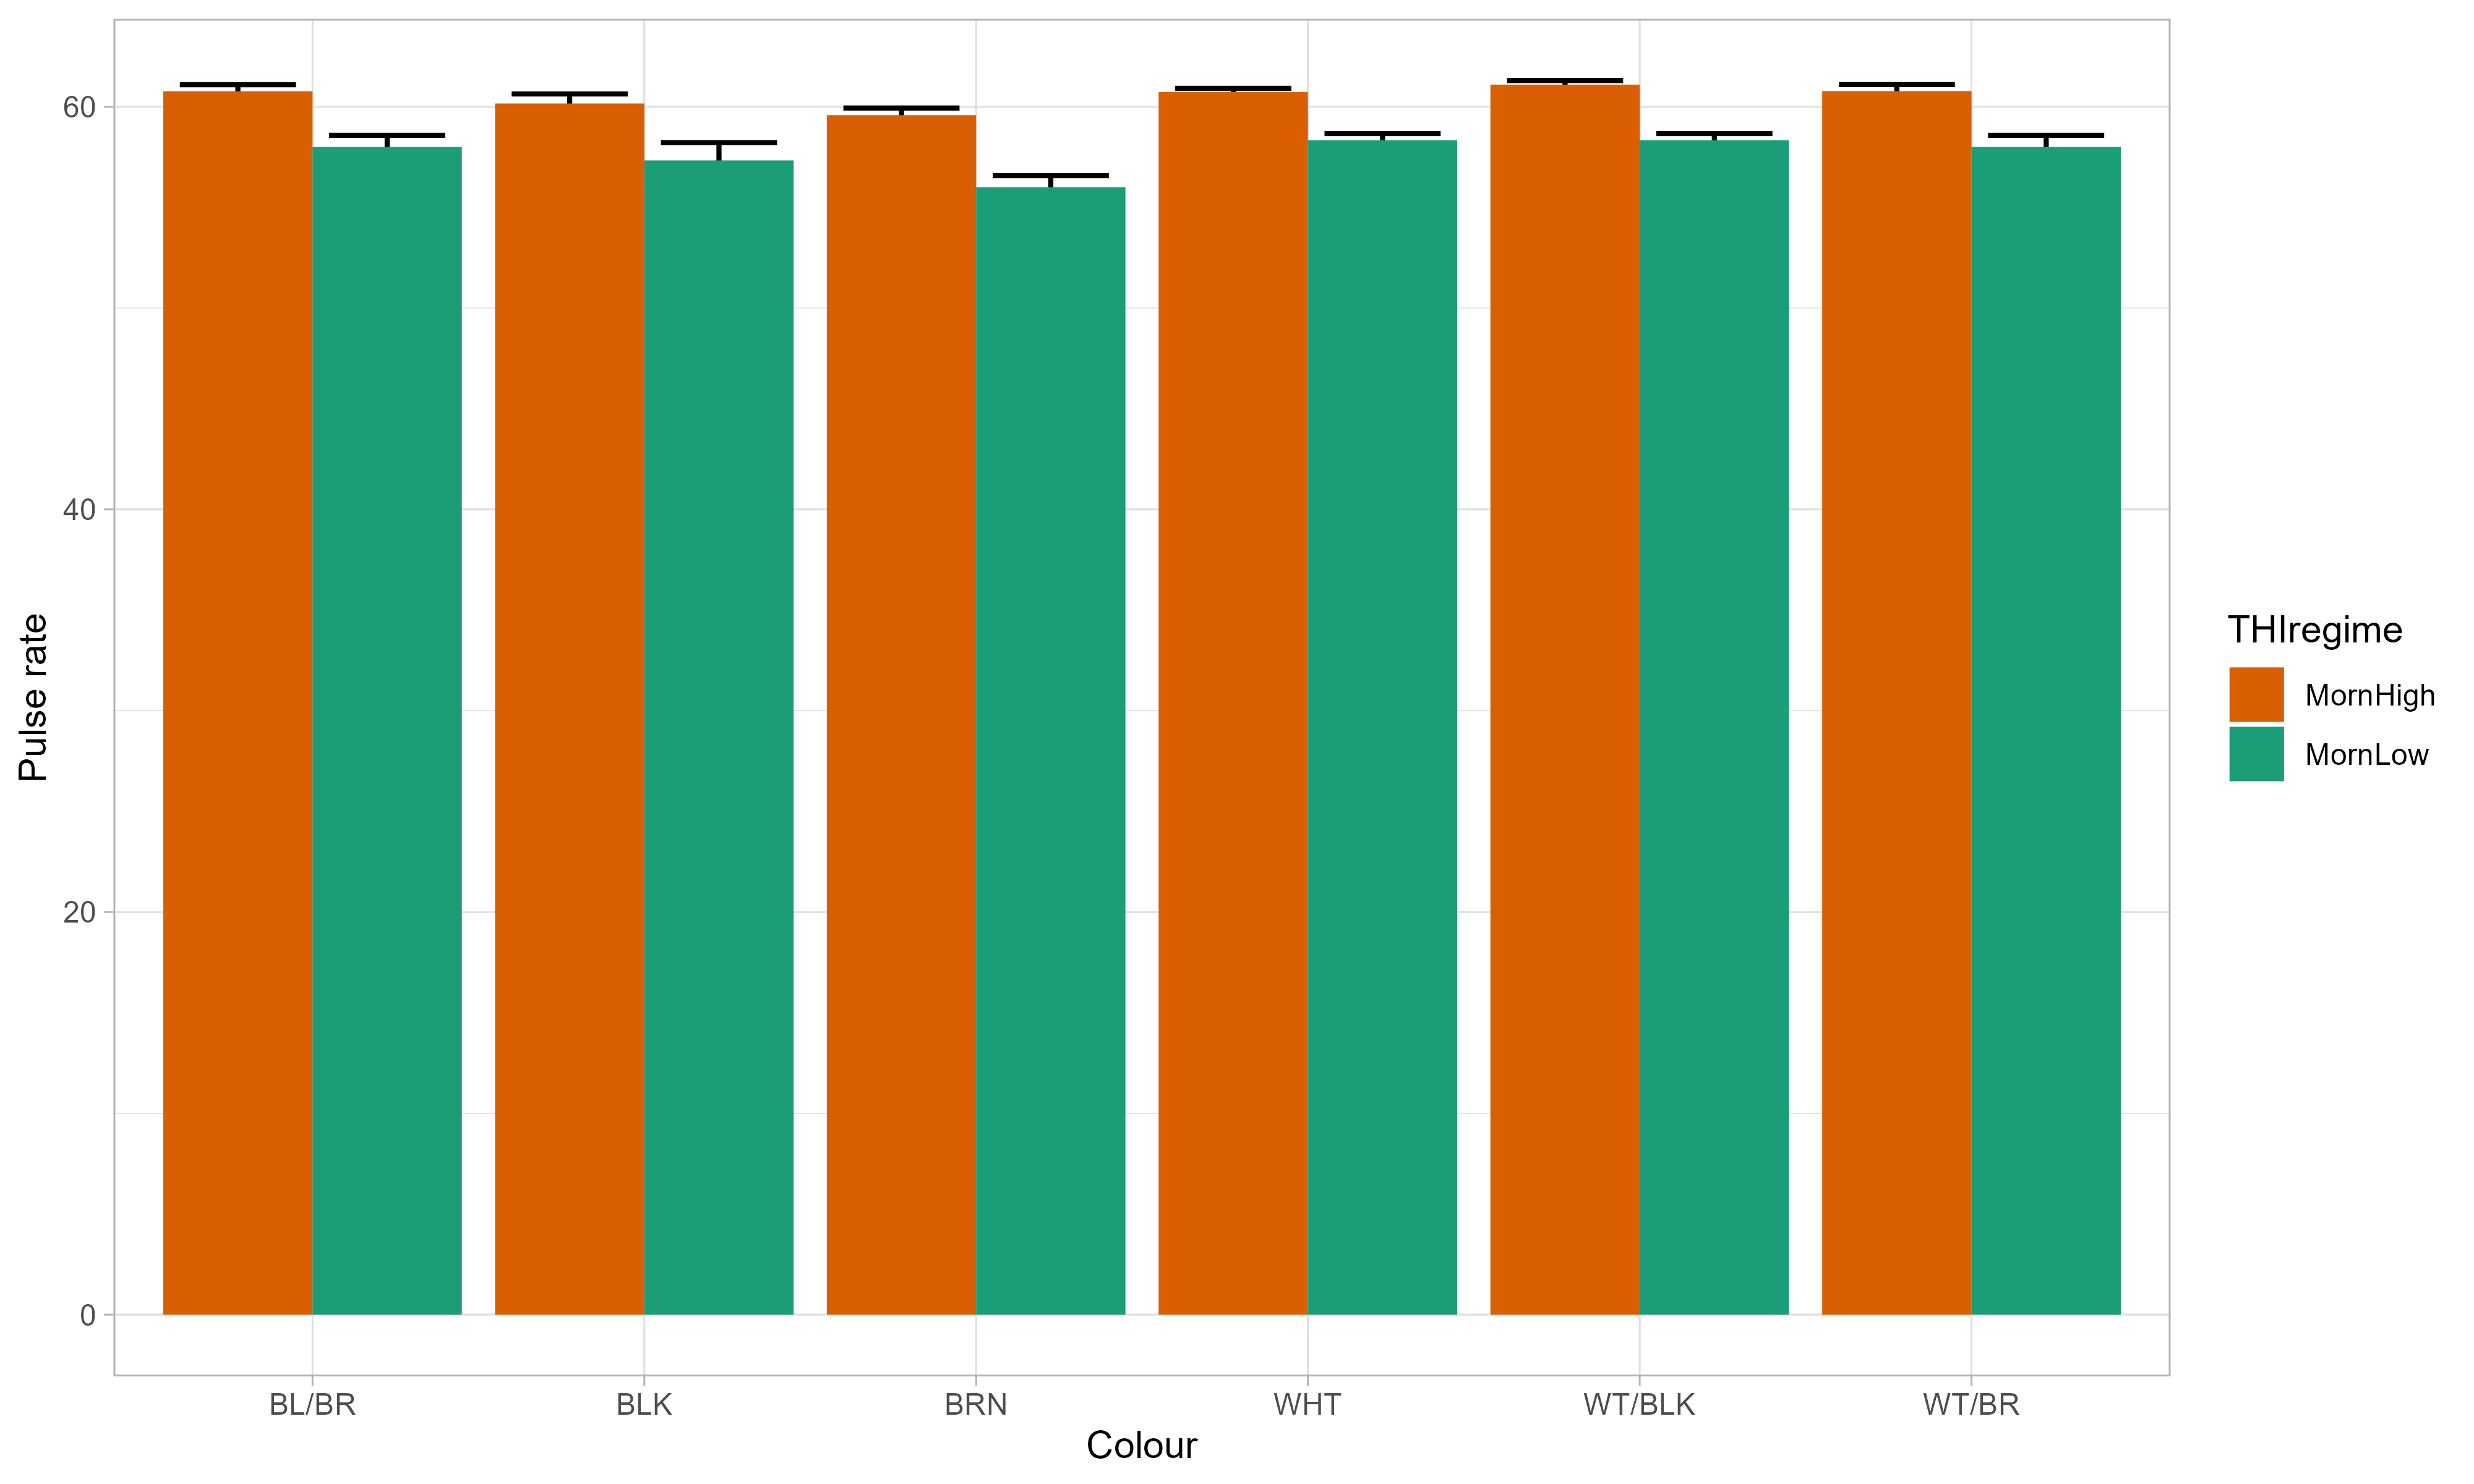 60
40
20
0
Pulse rate
BL/BR BLK BRN WHT WT/BLK WT/BR
Colour
THIregime
MornHigh
MornLow